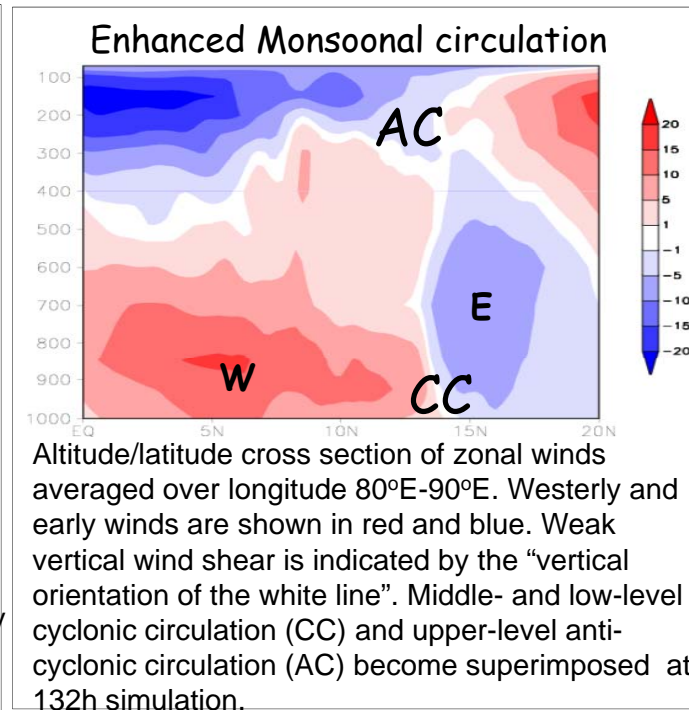 Enhanced Monsoonal circulation
100
200
300
400
500
600
700
800
900
1000
AC
E
W
CC
EQ 5N 10N 15N 20N
20
15
10
5
1
-1
-5
-10
-15
-20
Altitude/latitude cross section of zonal winds
averaged over longitude 80°E-90°E. Westerly and
early winds are shown in red and blue. Weak
vertical wind shear is indicated by the “vertical
orientation of the white line”. Middle- and low-level
cyclonic circulation (CC) and upper-level anti-
cyclonic circulation (AC) become superimposed at
132h simulation.